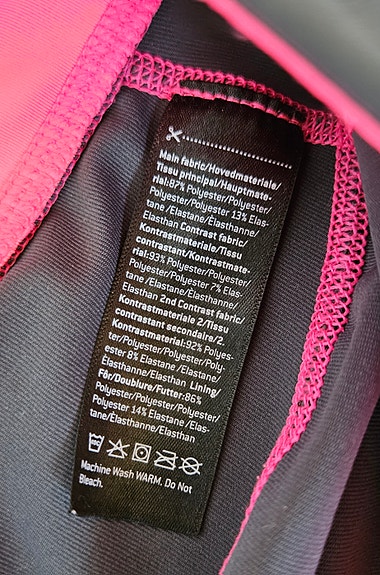 Main fabric/Hovedmateriale/
Tissu principal/Hauptmate-
rial:87% Polyester/Polyester/
Polyester/Polyester 13% Elas-
tane /Elastane/Élasthanne/
Elasthan Contrast fabric/
Kontrastmateriale/Tissu
contrastant/Kontrastmate-
rial:93% Polyester/Polyester/
Polyester/Polyester 7% Elas-
tane/Elastane/Élasthanne/
Elasthan 2nd Contrast fabric/
Kontrastmateriale 2/Tissu
contrastant secondaire/2.
Kontrastmaterial:92% Polyes-
ter/Polyester/Polyester/Poly-
ester 8% Elastane /Elastane/
Élasthanne/Elasthan Lining/
Fôr/Doublure/Futter:86%
Polyester/Polyester/Polyester/
Polyester 14% Elastane /Elas-
tane/Élasthanne/Elasthan
Machine Wash WARM. Do Not
Bleach.